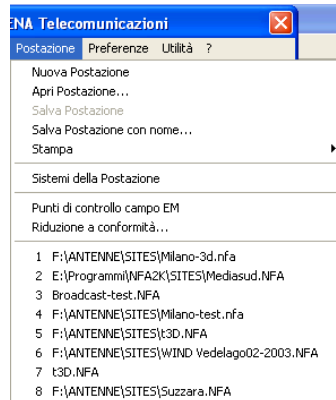 ENA Telecomunicazioni
Postazione Preferenze Utilità ?
Nuova Postazione
Apri Postazione...
Salva Postazione
Salva Postazione con nome...
Stampa
Sistemi della Postazione
Punti di controllo campo EM
Riduzione a conformità...
1 F:\ANTENNE\SITES\Milano-3d.nfa
2 E:\Programmi\NFA2K\SITES\Mediasud.NFA
3 Broadcast-test.NFA
4 F:\ANTENNE\SITES\Milano-test.nfa
5 F:\ANTENNE\SITES\t3D.NFA
6 F:\ANTENNE\SITES\WIND Vedelago02-2003.NFA
7 t3D.NFA
8 F:\ANTENNE\SITES\Suzzara.NFA